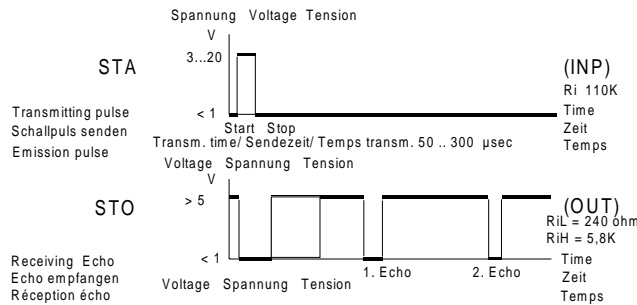 Spannung Voltage Tension
V
3...20
STA
(INP)
Ri 110K
Transmitting pulse
Schallpuls senden
Emission pulse
< 1
Start Stop
Time
Zeit
Temps
Transm. time/ Sendezeit/ Temps transm. 50 .. 300 µsec
Voltage Spannung Tension
V
> 5
STO
(OUT)
RiL = 240 ohm
RiH = 5,8K
Receiving Echo
Echo empfangen
Réception écho
< 1
1. Echo
2. Echo
Time
Zeit
Temps
Voltage Spannung Tension